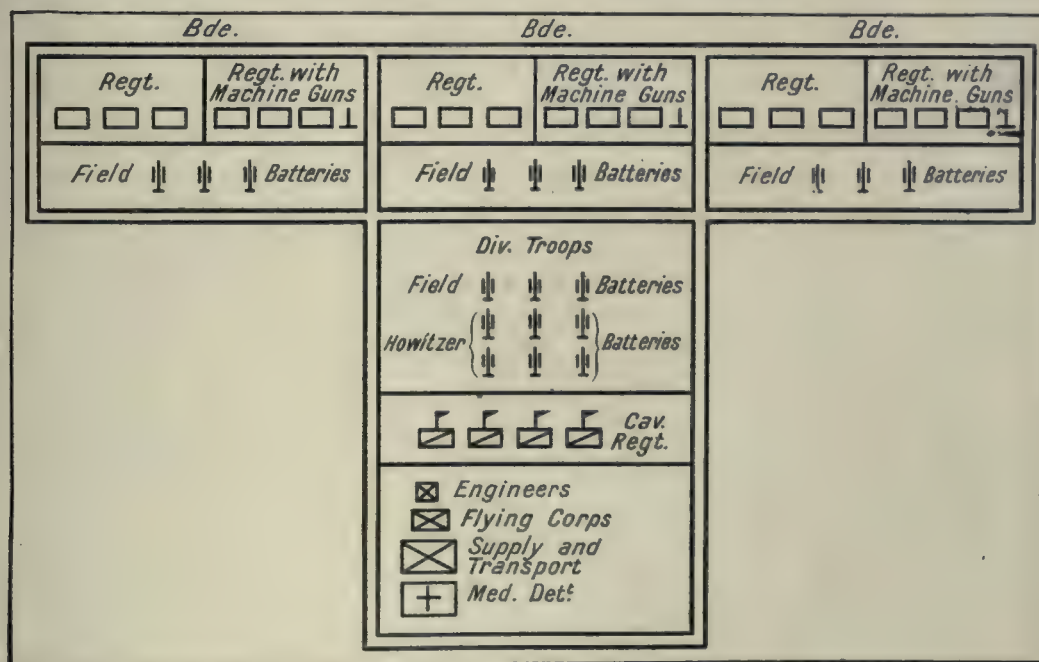 Bde.
Bde.
Bde.
Regt.
Regt. with
Machine Guns
Field Batteries
Regt.
Regt. with
Machine Guns
Field Batteries
Regt.
Regt. with
Machine Guns
Field Batteries
Div. Troops
Field Batteries
Howitzer Batteries
Cav.
Regt.
Engineers
Flying Corps
Supply and
Transport
Med. Dett.